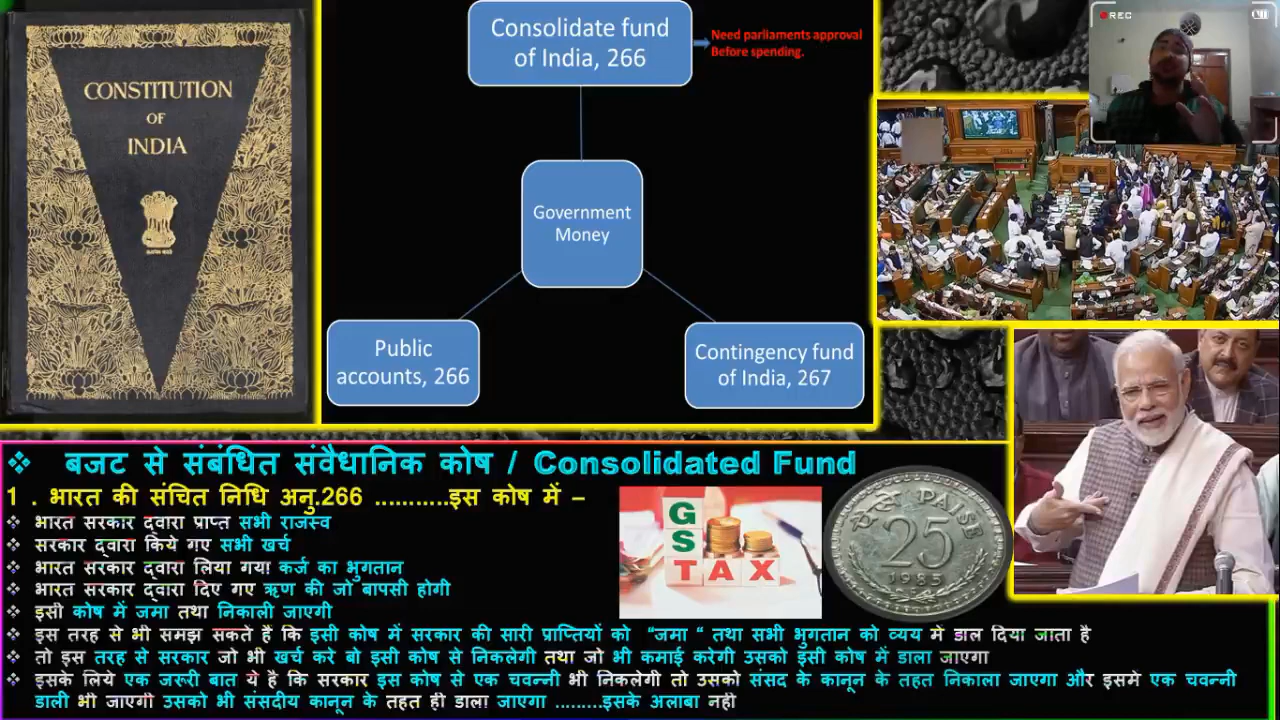 CONSTITUTION
OF
INDIA
Consolidate fund
of India, 266
Need parliaments approval
Before spending.
Government
Money
Public
accounts, 266
Contingency fund
of India, 267
REC
❖ बजट से संबंधित संवैधानिक कोष / Consolidated Fund
1 . भारत की संचित निधि अनु.266 ...........इस कोष में –
❖ भारत सरकार द्वारा प्राप्त सभी राजस्व
❖ सरकार द्वारा किये गए सभी खर्च
❖ भारत सरकार द्वारा लिया गया कर्ज का भुगतान
❖ भारत सरकार द्वारा दिए गए ऋण की जो बापसी होगी
❖ इसी कोष में जमा तथा निकाली जाएगी
❖ इस तरह से भी समझ सकते हैं कि इसी कोष में सरकार की सारी प्राप्तियों को “जमा “ तथा सभी भुगतान को व्यय में डाल दिया जाता है
❖ तो इस तरह से सरकार जो भी खर्च करे बो इसी कोष से निकलेगी तथा जो भी कमाई करेगी उसको इसी कोष में डाला जाएगा
❖ इसके लिये एक जरूरी बात ये है कि सरकार इस कोष से एक चवन्नी भी निकलेगी तो उसको संसद के कानून के तहत निकाला जाएगा और इसमे एक चवन्नी
डाली भी जाएगी उसको भी संसदीय कानून के तहत ही डाला जाएगा .........इसके अलाबा नही
G
S
TAX
PAISE
25
1985